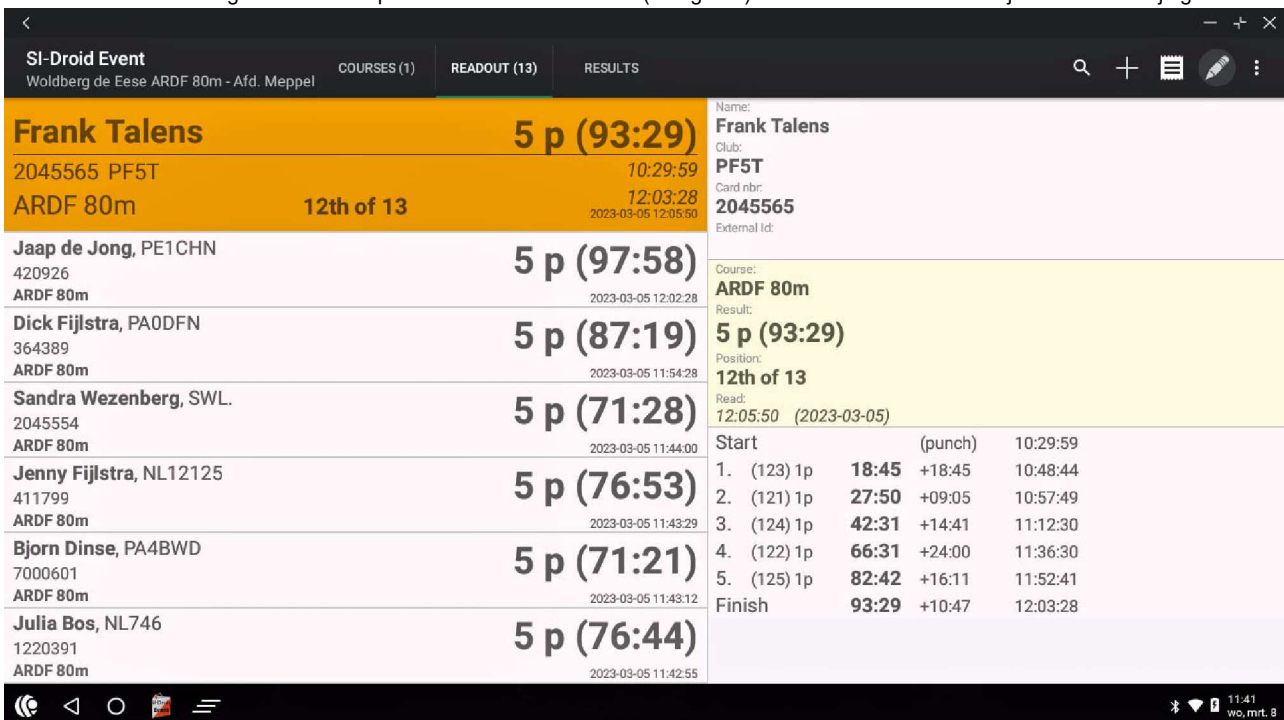 SI-Droid Event
Woldberg de Eese ARDF 80m - Afd. Meppel
COURSES (1)
READOUT (13)
RESULTS
Frank Talens
5 p (93:29)
2045565 PF5T
10:29:59
ARDF 80m
12th of 13
12:03:28
2023-03-05 12:05:50
Jaap de Jong, PE1CHN
5 p (97:58)
420926
ARDF 80m
2023-03-05 12:02:28
Dick Fijlstra, PA0DFN
5 p (87:19)
364389
ARDF 80m
2023-03-05 11:54:28
Sandra Wezenberg, SWL.
5 p (71:28)
2045554
ARDF 80m
2023-03-05 11:44:00
Jenny Fijlstra, NL12125
5 p (76:53)
411799
ARDF 80m
2023-03-05 11:43:29
Bjorn Dinse, PA4BWD
5 p (71:21)
7000601
ARDF 80m
2023-03-05 11:43:12
Julia Bos, NL746
5 p (76:44)
1220391
ARDF 80m
2023-03-05 11:42:55
Name:
Frank Talens
Club:
PF5T
Card nbr:
2045565
External Id:
Course:
ARDF 80m
Result:
5 p (93:29)
Position:
12th of 13
Read:
12:05:50 (2023-03-05)
Start (punch) 10:29:59
1. (123) 1p 18:45 +18:45 10:48:44
2. (121) 1p 27:50 +09:05 10:57:49
3. (124) 1p 42:31 +14:41 11:12:30
4. (122) 1p 66:31 +24:00 11:36:30
5. (125) 1p 82:42 +16:11 11:52:41
Finish 93:29 +10:47 12:03:28
11:41
wo, mrt. 8